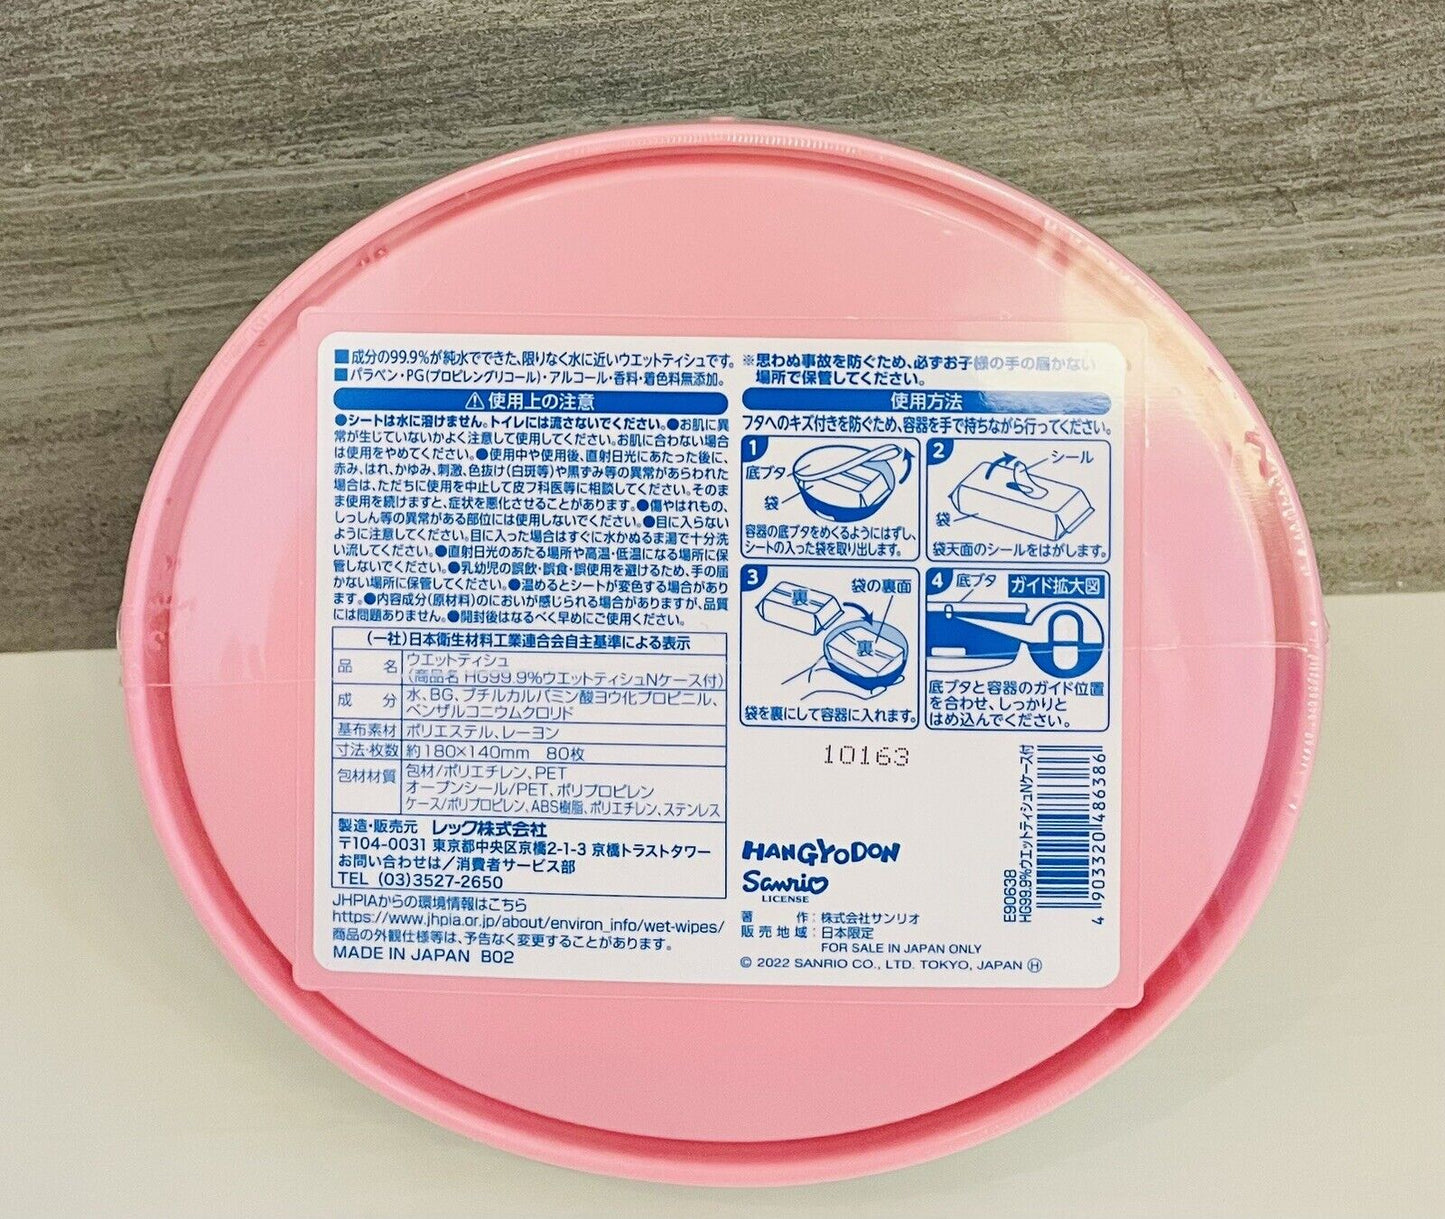 ■成分の99.9%が純水でできた、限りなく水に近いウエットティシュです。
■パラベン・PG(プロピレングリコール)・アルコール・香料・着色料無添加。
⚠使用上の注意
●シートは水に溶けません。トイレには流さないでください。●お肌に異
常が生じていないかよく注意して使用してください。お肌に合わない場合
は使用をやめてください。●使用中や使用後、直射日光にあたった後に、
赤み、はれ、かゆみ、刺激、色抜け(白斑等)や黒ずみ等の異常があらわれた
場合は、ただちに使用を中止して皮フ科医等に相談してください。そのま
ま使用を続けますと、症状を悪化させることがあります。●傷やはれもの、
しっしん等の異常がある部位には使用しないでください。●目に入らない
ように注意してください。目に入った場合はすぐに水かぬるま湯で十分洗
い流してください。●直射日光のあたる場所や高温・低温になる場所に保
管しないでください。●乳幼児の誤飲・誤食・誤使用を避けるため、手の届
かない場所に保管してください。●温めるとシートが変色する場合があり
ます。●内容成分(原材料)のにおいが感じられる場合がありますが、品質
には問題ありません。●開封後はなるべく早めにご使用ください。
(一社)日本衛生材料工業連合会自主基準による表示
品 名 ウエットティシュ
(商品名 HG99.9%ウエットティシュNケース付)
成 分 水、BG、ブチルカルバミン酸ヨウ化プロピニル、
ベンザルコニウムクロリド
基布素材 ポリエステル、レーヨン
寸法・枚数 約180×140mm 80枚
包材材質 包材/ポリエチレン、PET
オープンシール/PET、ポリプロピレン
ケース/ポリプロピレン、ABS樹脂、ポリエチレン、ステンレス
製造・販売元 レック株式会社
〒104-0031 東京都中央区京橋2-1-3 京橋トラストタワー
お問い合わせは/消費者サービス部
TEL (03)3527-2650
JHPIAからの環境情報はこちら
https://www.jhpia.or.jp/about/environ_info/wet-wipes/
商品の外観仕様等は、予告なく変更することがあります。
MADE IN JAPAN B02
※思わぬ事故を防ぐため、必ずお子様の手の届かない
場所で保管してください。
使用方法
フタへのキズ付きを防ぐため、容器を手で持ちながら行ってください。
1
底ブタ
袋
容器の底ブタをめくるようにはずし、
シートの入った袋を取り出します。
2
シール
袋
袋天面のシールをはがします。
3
袋の裏面
裏
裏
袋を裏にして容器に入れます。
4 底ブタ ガイド拡大図
底ブタと容器のガイド位置
を合わせ、しっかりと
はめ込んでください。
10163
HANGYODON
Sanrio
LICENSE
著 作:株式会社サンリオ
販売地域:日本限定
FOR SALE IN JAPAN ONLY
© 2022 SANRIO CO., LTD. TOKYO, JAPAN Ⓗ
E90638
HG99.9%ウエットティシュNケース付
4 903320 486386